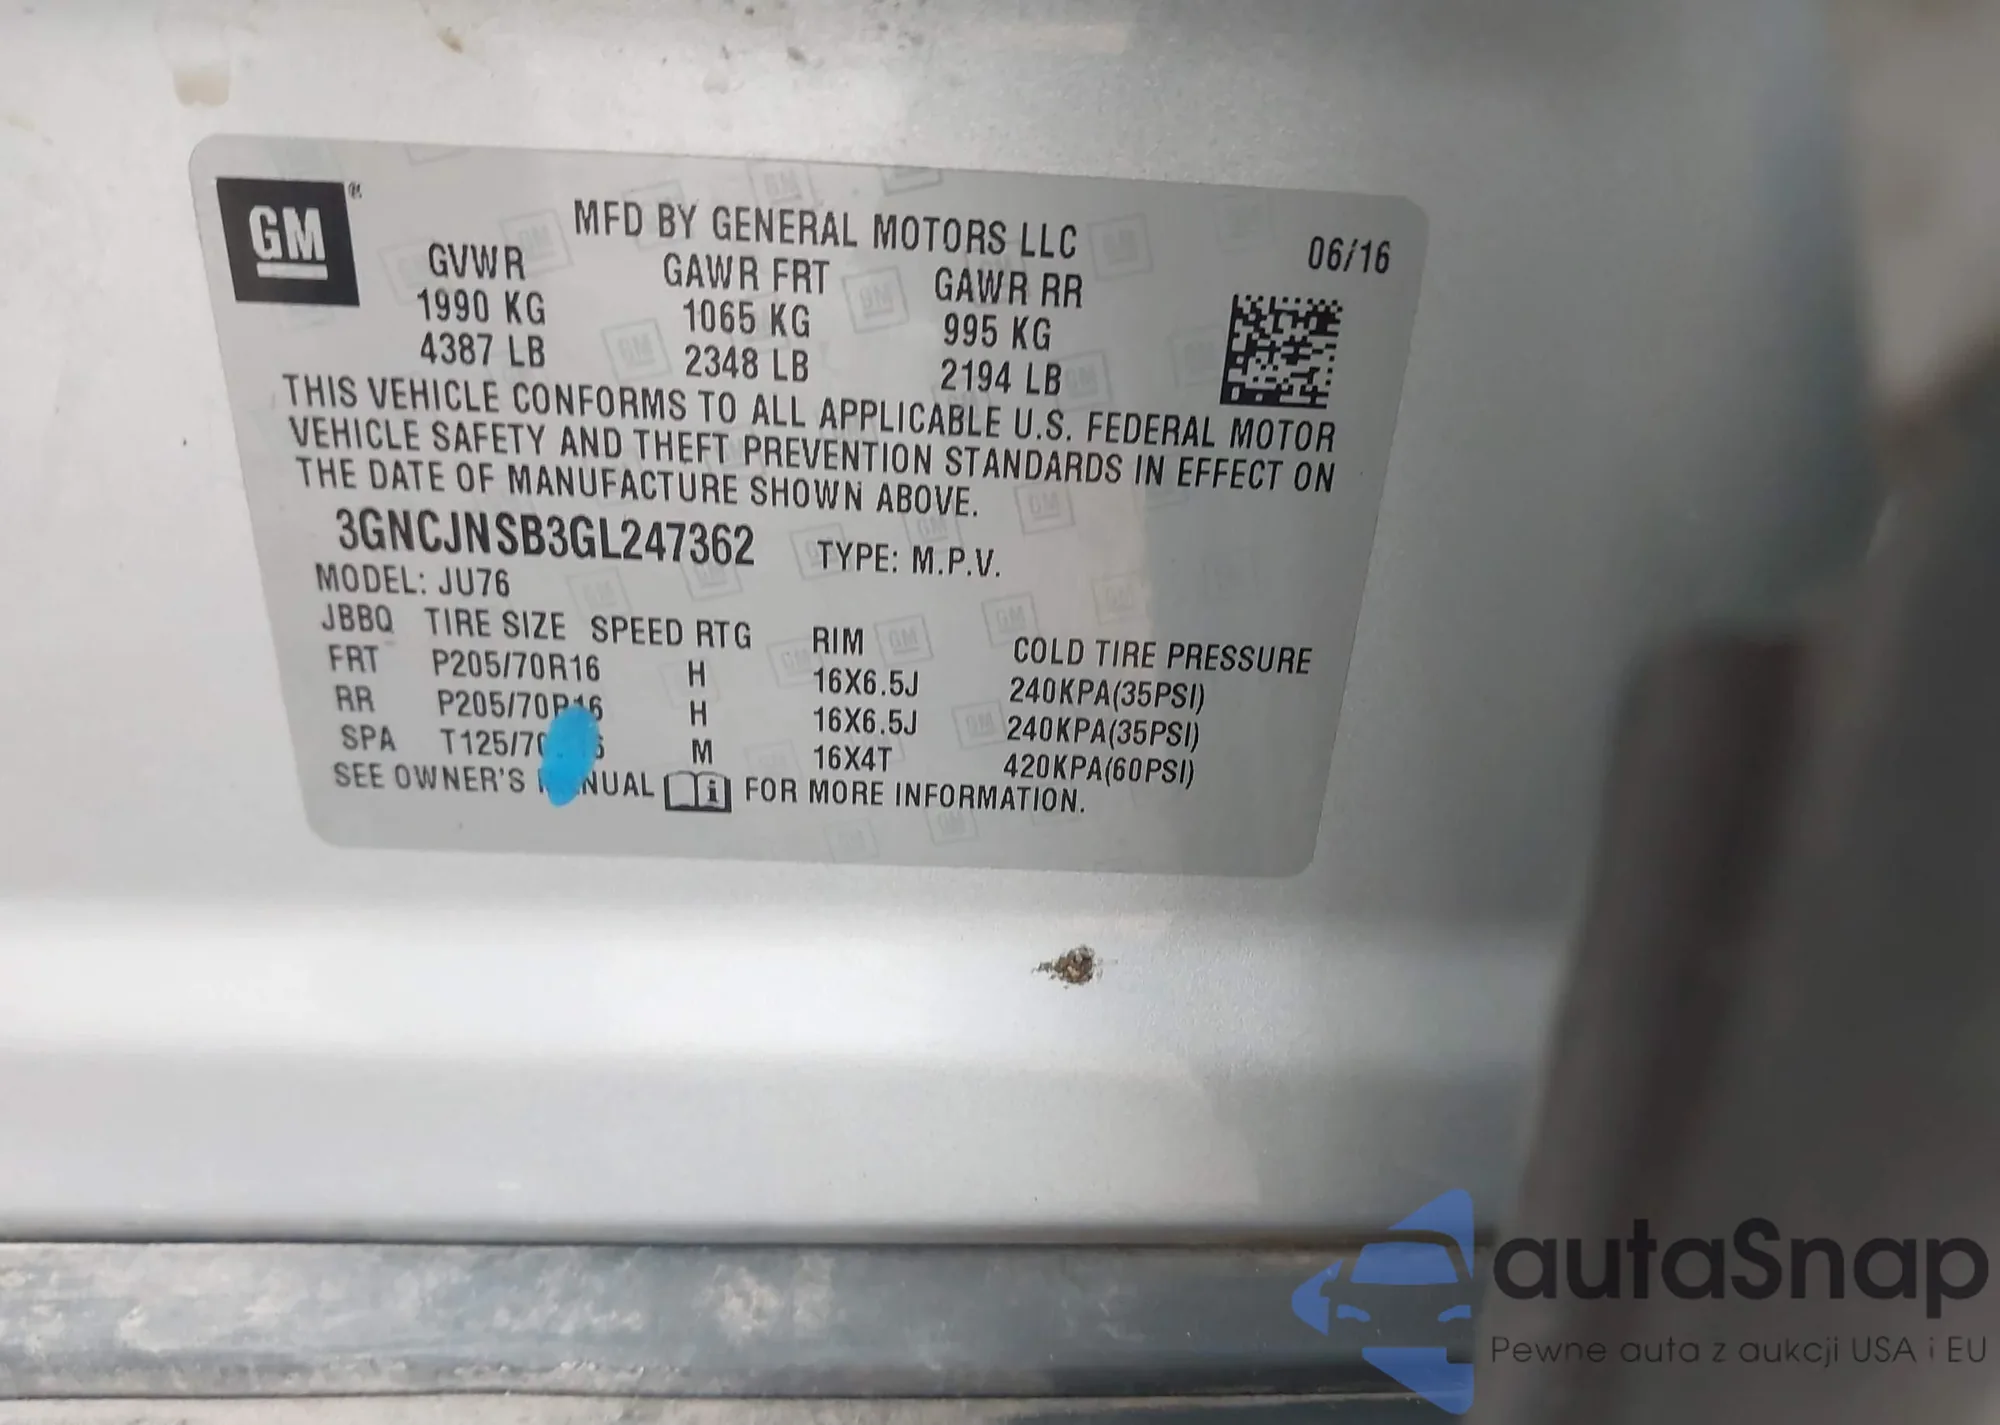 GM
MFD BY GENERAL MOTORS LLC
06/16
GVWR GAWR FRT GAWR RR
1990 KG 1065 KG 995 KG
4387 LB 2348 LB 2194 LB
THIS VEHICLE CONFORMS TO ALL APPLICABLE U.S. FEDERAL MOTOR
VEHICLE SAFETY AND THEFT PREVENTION STANDARDS IN EFFECT ON
THE DATE OF MANUFACTURE SHOWN ABOVE.
3GNCJNSB3GL247362 TYPE: M.P.V.
MODEL: JU76
JBBQ TIRE SIZE SPEED RTG RIM COLD TIRE PRESSURE
FRT P205/70R16 H 16X6.5J 240KPA(35PSI)
RR P205/70R16 H 16X6.5J 240KPA(35PSI)
SPA M 16X4T 420KPA(60PSI)
SEE OWNER'S FOR MORE INFORMATION.
autaSnap
Pewne auta z aukcji USA i EU